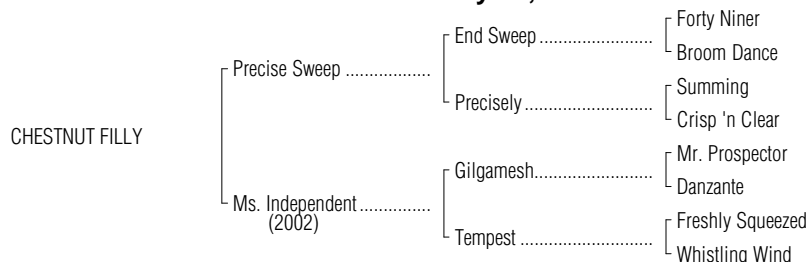 Forty Niner
End Sweep
Broom Dance
Precise Sweep
Summing
Precisely
Crisp 'n Clear
CHESTNUT FILLY
Mr. Prospector
Gilgamesh
Danzante
Ms. Independent
(2002)
Freshly Squeezed
Tempest
Whistling Wind